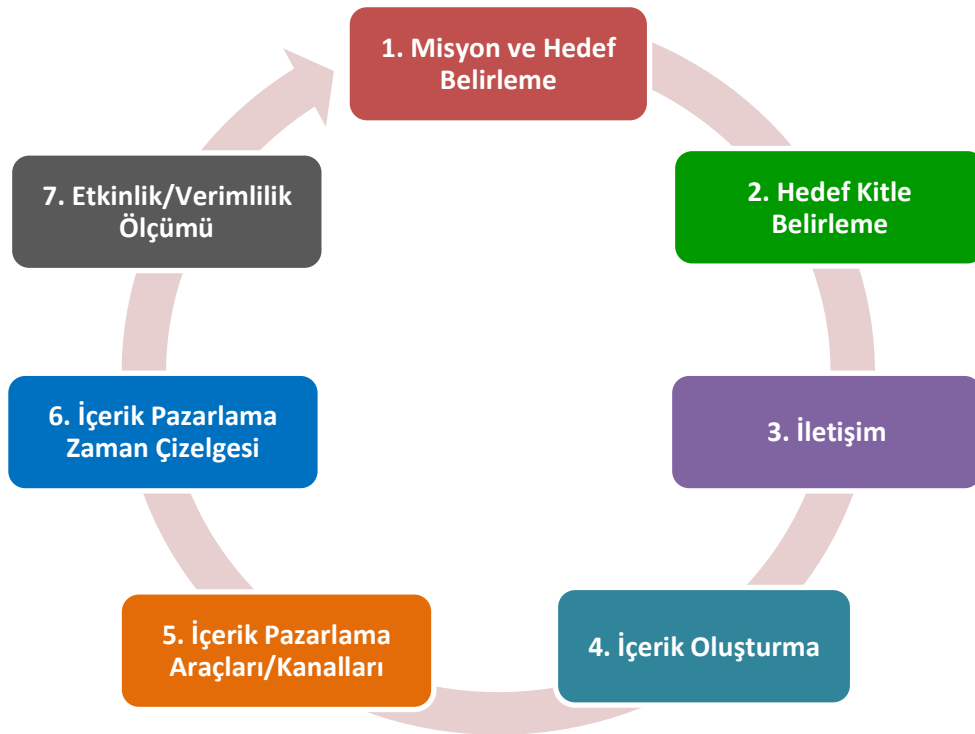 1. Misyon ve Hedef
Belirleme
2. Hedef Kitle
Belirleme
3. İletişim
4. İçerik Oluşturma
5. İçerik Pazarlama
Araçları/Kanalları
6. İçerik Pazarlama
Zaman Çizelgesi
7. Etkinlik/Verimlilik
Ölçümü